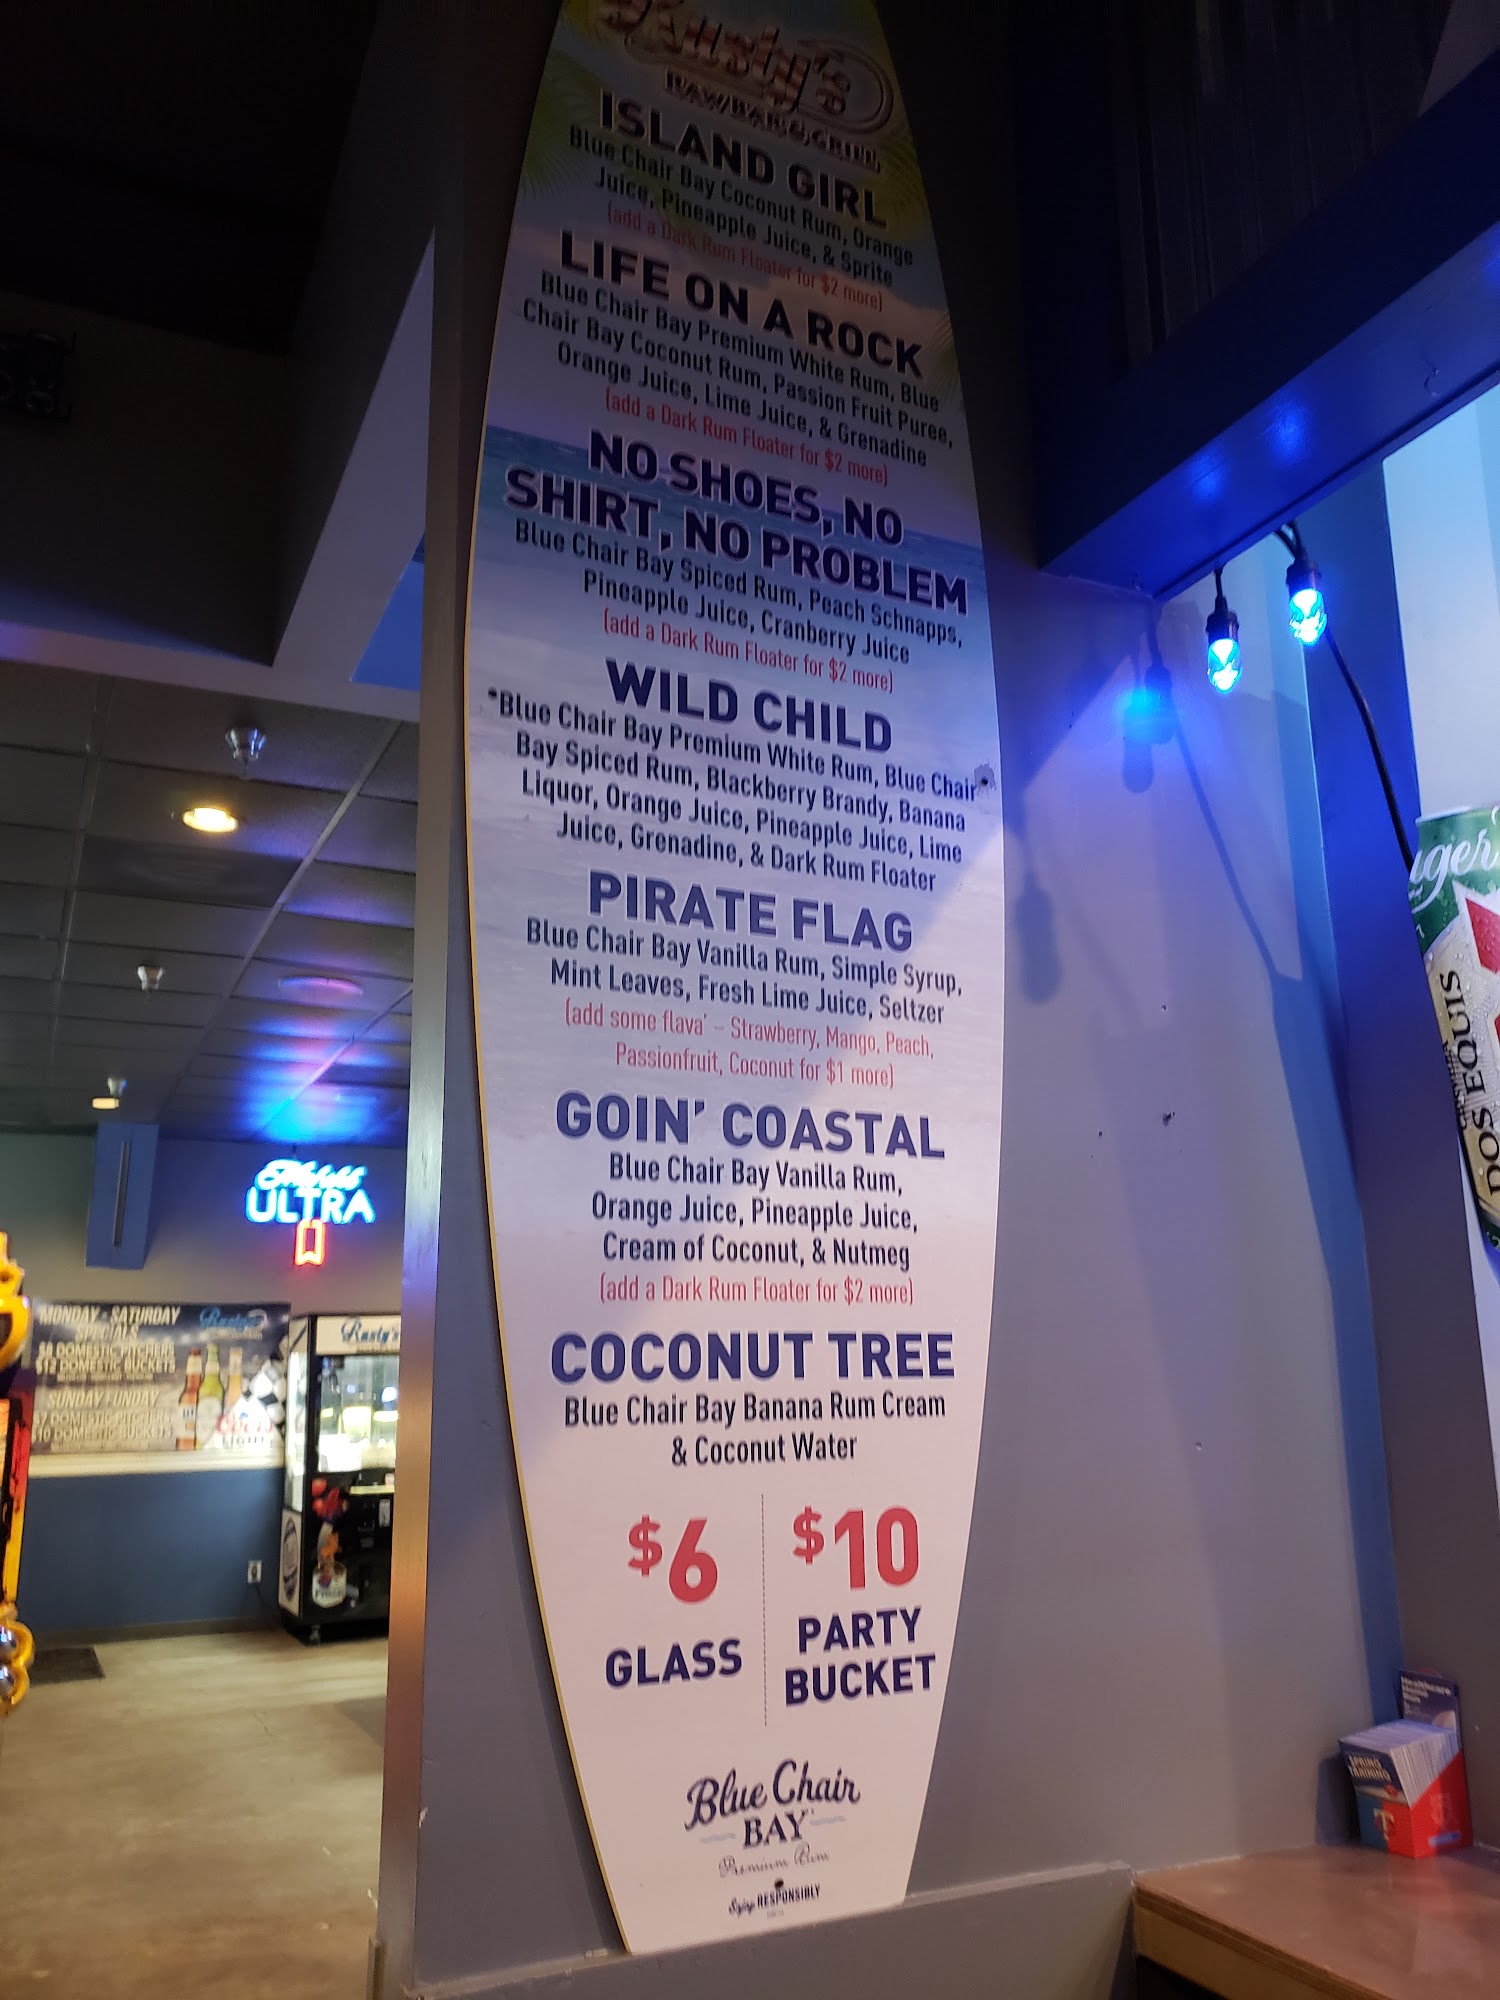 Rusty's
RAW BAR & GRILL
ISLAND GIRL
Blue Chair Bay Coconut Rum, Orange
Juice, Pineapple Juice, & Sprite
(add a Dark Rum Floater for $2 more)
LIFE ON A ROCK
Blue Chair Bay Premium White Rum, Blue
Chair Bay Coconut Rum, Passion Fruit Puree,
Orange Juice, Lime Juice, & Grenadine
(add a Dark Rum Floater for $2 more)
NO SHOES, NO
SHIRT, NO PROBLEM
Blue Chair Bay Spiced Rum, Peach Schnapps,
Pineapple Juice, Cranberry Juice
(add a Dark Rum Floater for $2 more)
WILD CHILD
*Blue Chair Bay Premium White Rum, Blue Chair
Bay Spiced Rum, Blackberry Brandy, Banana
Liquor, Orange Juice, Pineapple Juice, Lime
Juice, Grenadine, & Dark Rum Floater
PIRATE FLAG
Blue Chair Bay Vanilla Rum, Simple Syrup,
Mint Leaves, Fresh Lime Juice, Seltzer
(add some flava' – Strawberry, Mango, Peach,
Passionfruit, Coconut for $1 more)
GOIN' COASTAL
Blue Chair Bay Vanilla Rum,
Orange Juice, Pineapple Juice,
Cream of Coconut, & Nutmeg
(add a Dark Rum Floater for $2 more)
COCONUT TREE
Blue Chair Bay Banana Rum Cream
& Coconut Water
$6
GLASS
$10
PARTY
BUCKET
Blue Chair
BAY
Premium Rum
Enjoy RESPONSIBLY
Michelob
ULTRA
MONDAY - SATURDAY
SPECIALS
$8 DOMESTIC PITCHERS
$12 DOMESTIC BUCKETS
SUNDAY FUNDAY
$7 DOMESTIC PITCHERS
$10 DOMESTIC BUCKETS
Rusty's
Coors
LIGHT
Rusty's
DOS EQUIS
SPRING
TRAINING
T